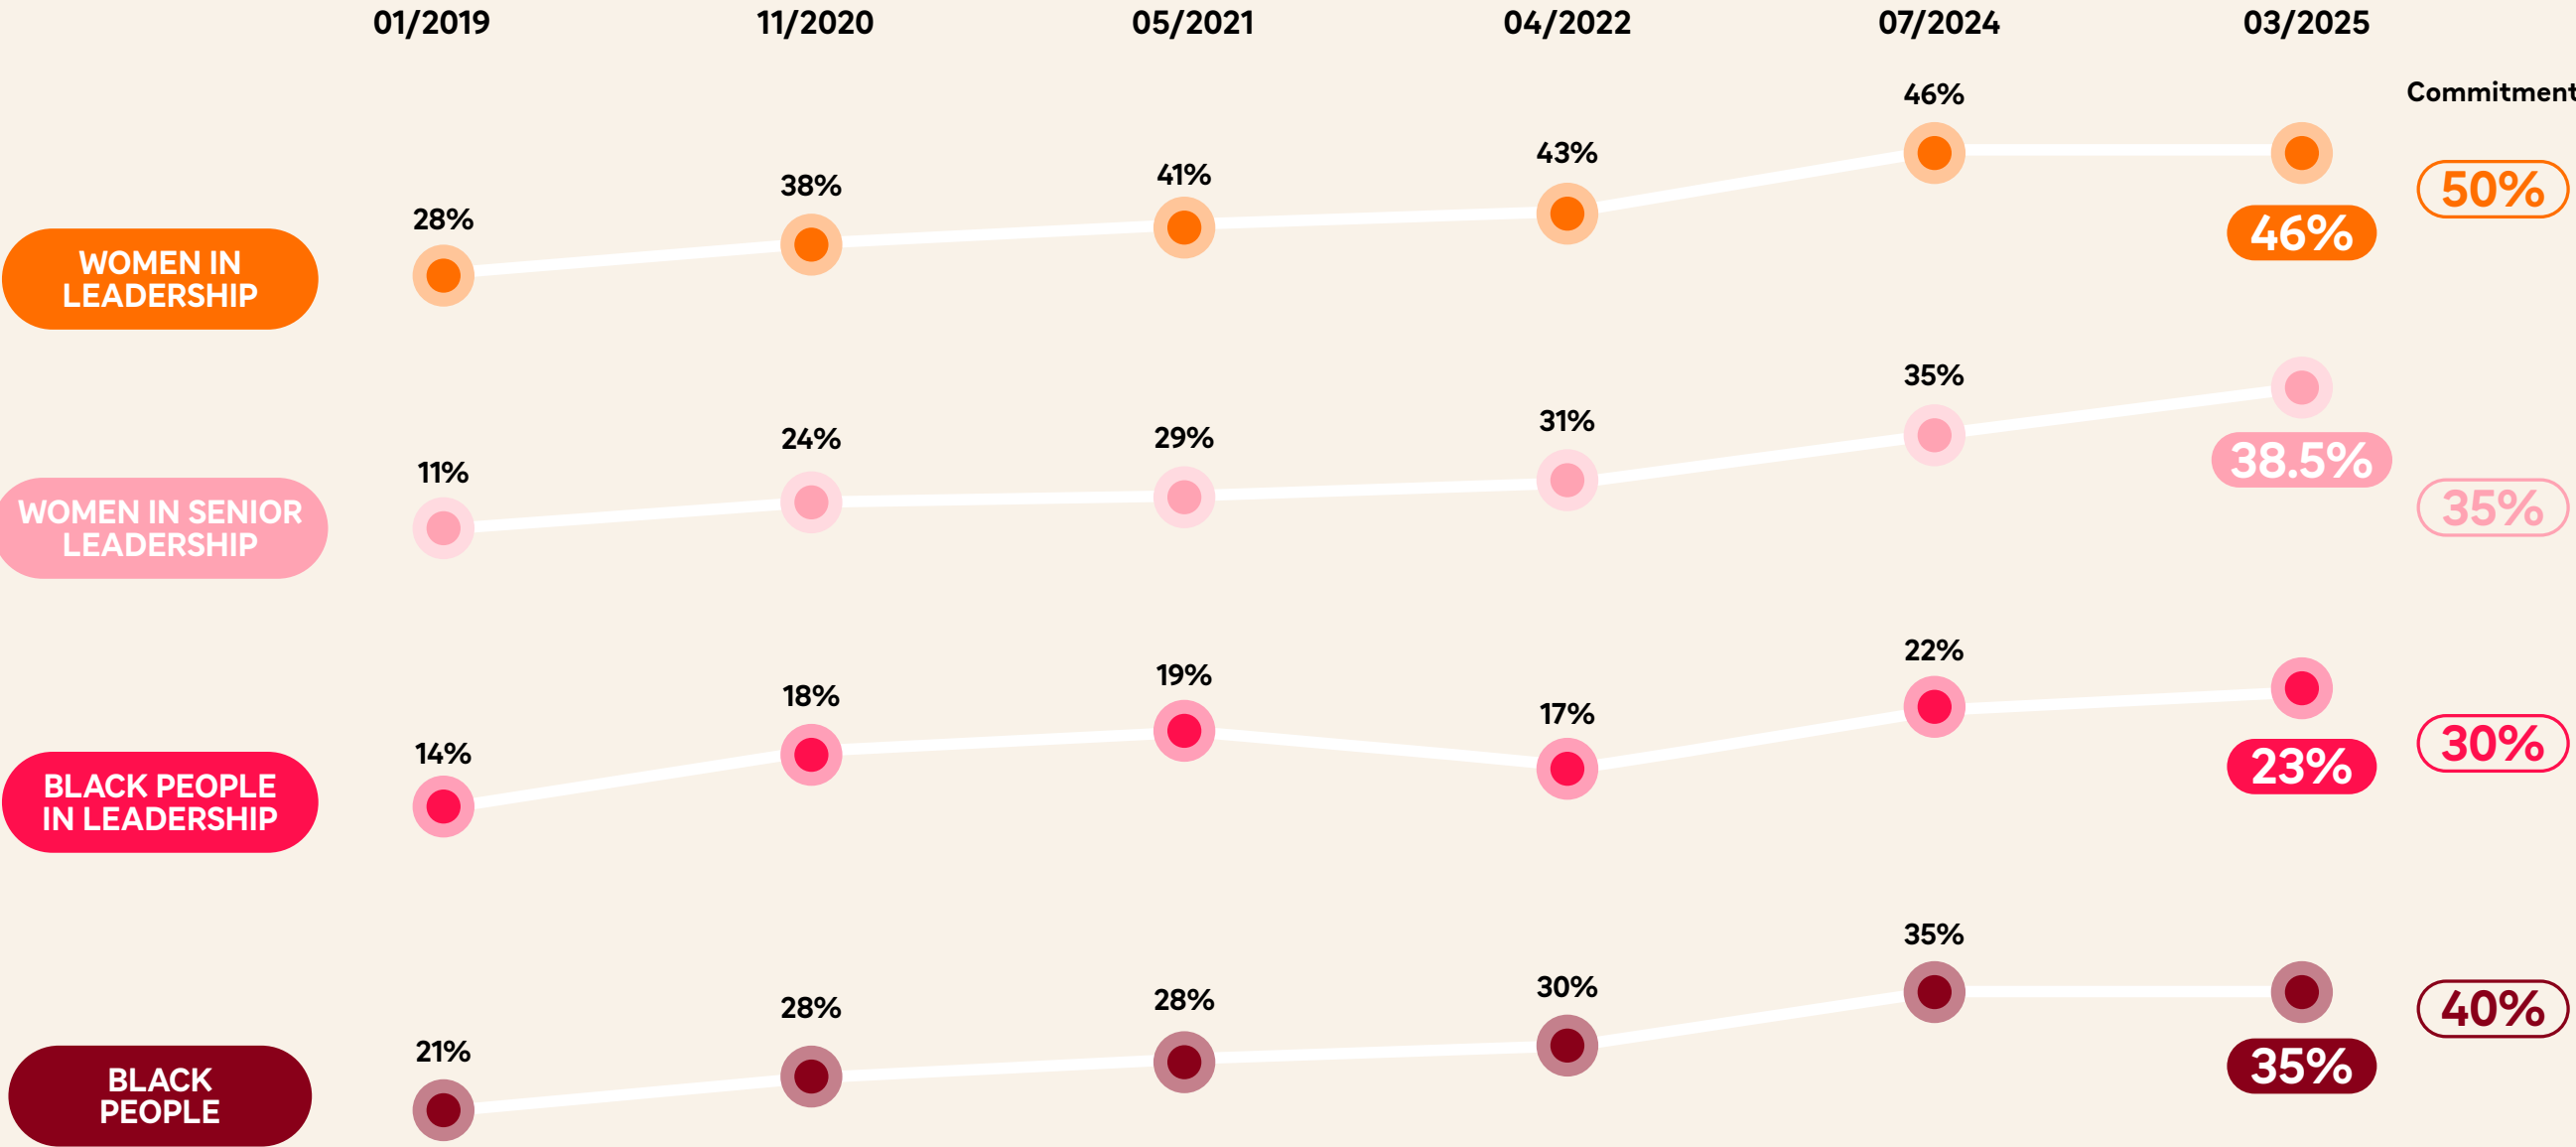 01/2019 11/2020 05/2021 04/2022 07/2024 03/2025
Commitment
WOMEN IN
LEADERSHIP
28% 38% 41% 43% 46% 46% 50%
WOMEN IN SENIOR
LEADERSHIP
11% 24% 29% 31% 35% 38.5% 35%
BLACK PEOPLE
IN LEADERSHIP
14% 18% 19% 17% 22% 23% 30%
BLACK
PEOPLE
21% 28% 28% 30% 35% 35% 40%